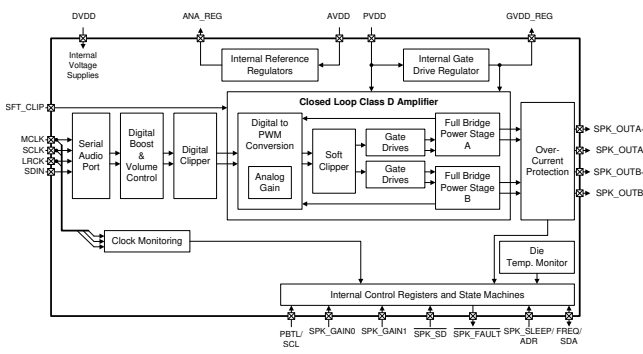 DVDD
ANA_REG
AVDD
PVDD
GVDD_REG
Internal
Voltage
Supplies
Internal Reference
Regulators
Internal Gate
Drive Regulator
SFT_CLIP
Closed Loop Class D Amplifier
MCLK
SCLK
LRCK
SDIN
Serial
Audio
Port
Digital
Boost
&
Volume
Control
Digital
Clipper
Digital to
PWM
Conversion
Analog
Gain
Soft
Clipper
Gate
Drives
Gate
Drives
Full Bridge
Power Stage
A
Full Bridge
Power Stage
B
Over-
Current
Protection
SPK_OUTA-
SPK_OUTA
SPK_OUTB-
SPK_OUTB
Clock Monitoring
Die
Temp. Monitor
Internal Control Registers and State Machines
PBTL/
SCL
SPK_GAIN0
SPK_GAIN1
SPK_SD
SPK_FAULT
SPK_SLEEP/
ADR
FREQ/
SDA